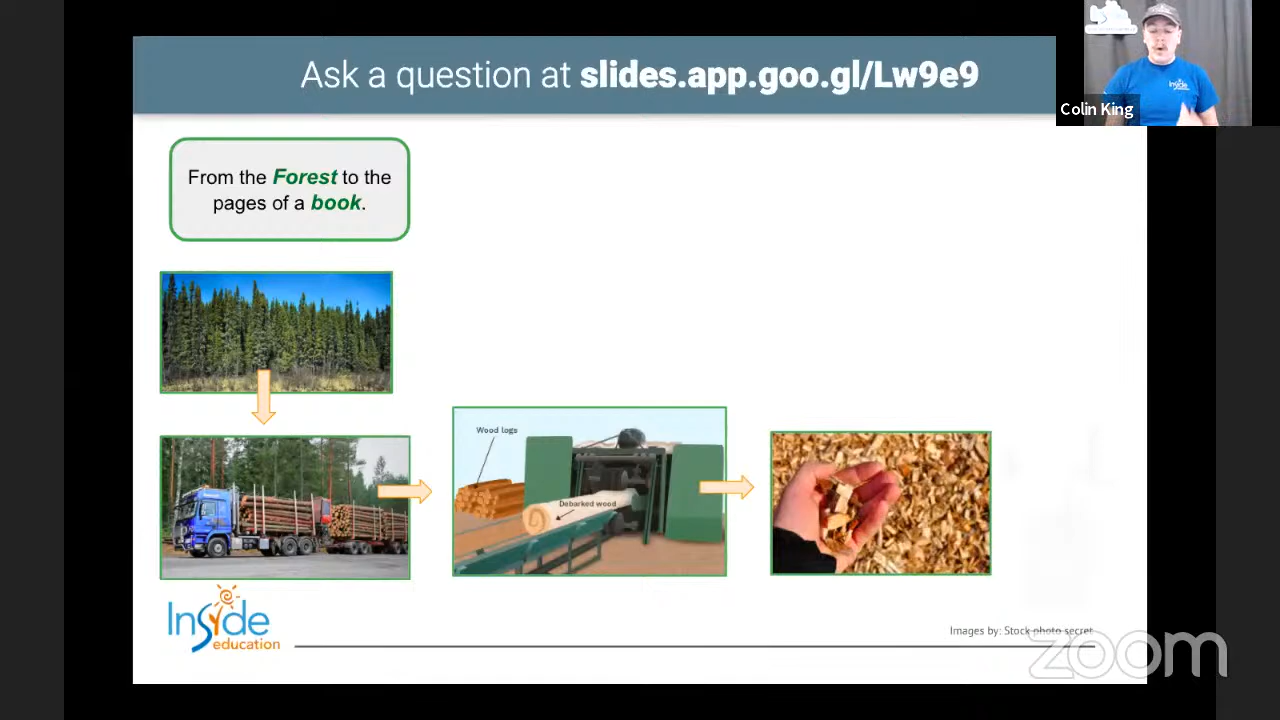 Ask a question at slides.app.goo.gl/Lw9e9
Colin King
Inside
From the Forest to the
pages of a book.
Wood logs
Debarked wood
Inside
education
Images by: Stock photo secret
zoom